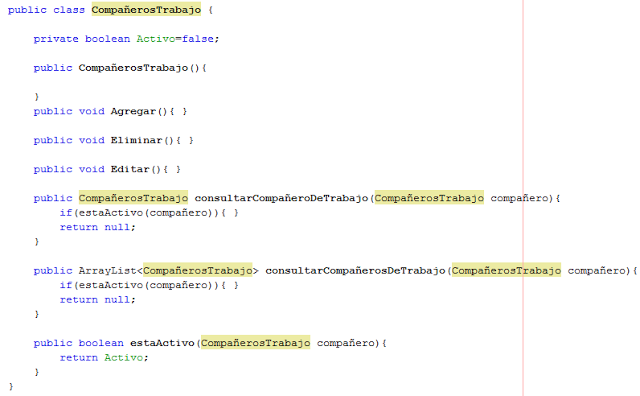 public class CompañerosTrabajo {
private boolean Activo=false;
public CompañerosTrabajo(){
}
public void Agregar(){ }
public void Eliminar(){ }
public void Editar(){ }
public CompañerosTrabajo consultarCompañeroDeTrabajo(CompañerosTrabajo compañero){
if(estaActivo(compañero)){ }
return null;
}
public ArrayList<CompañerosTrabajo> consultarCompañerosDeTrabajo(CompañerosTrabajo compañero){
if(estaActivo(compañero)){ }
return null;
}
public boolean estaActivo(CompañerosTrabajo compañero){
return Activo;
}
}